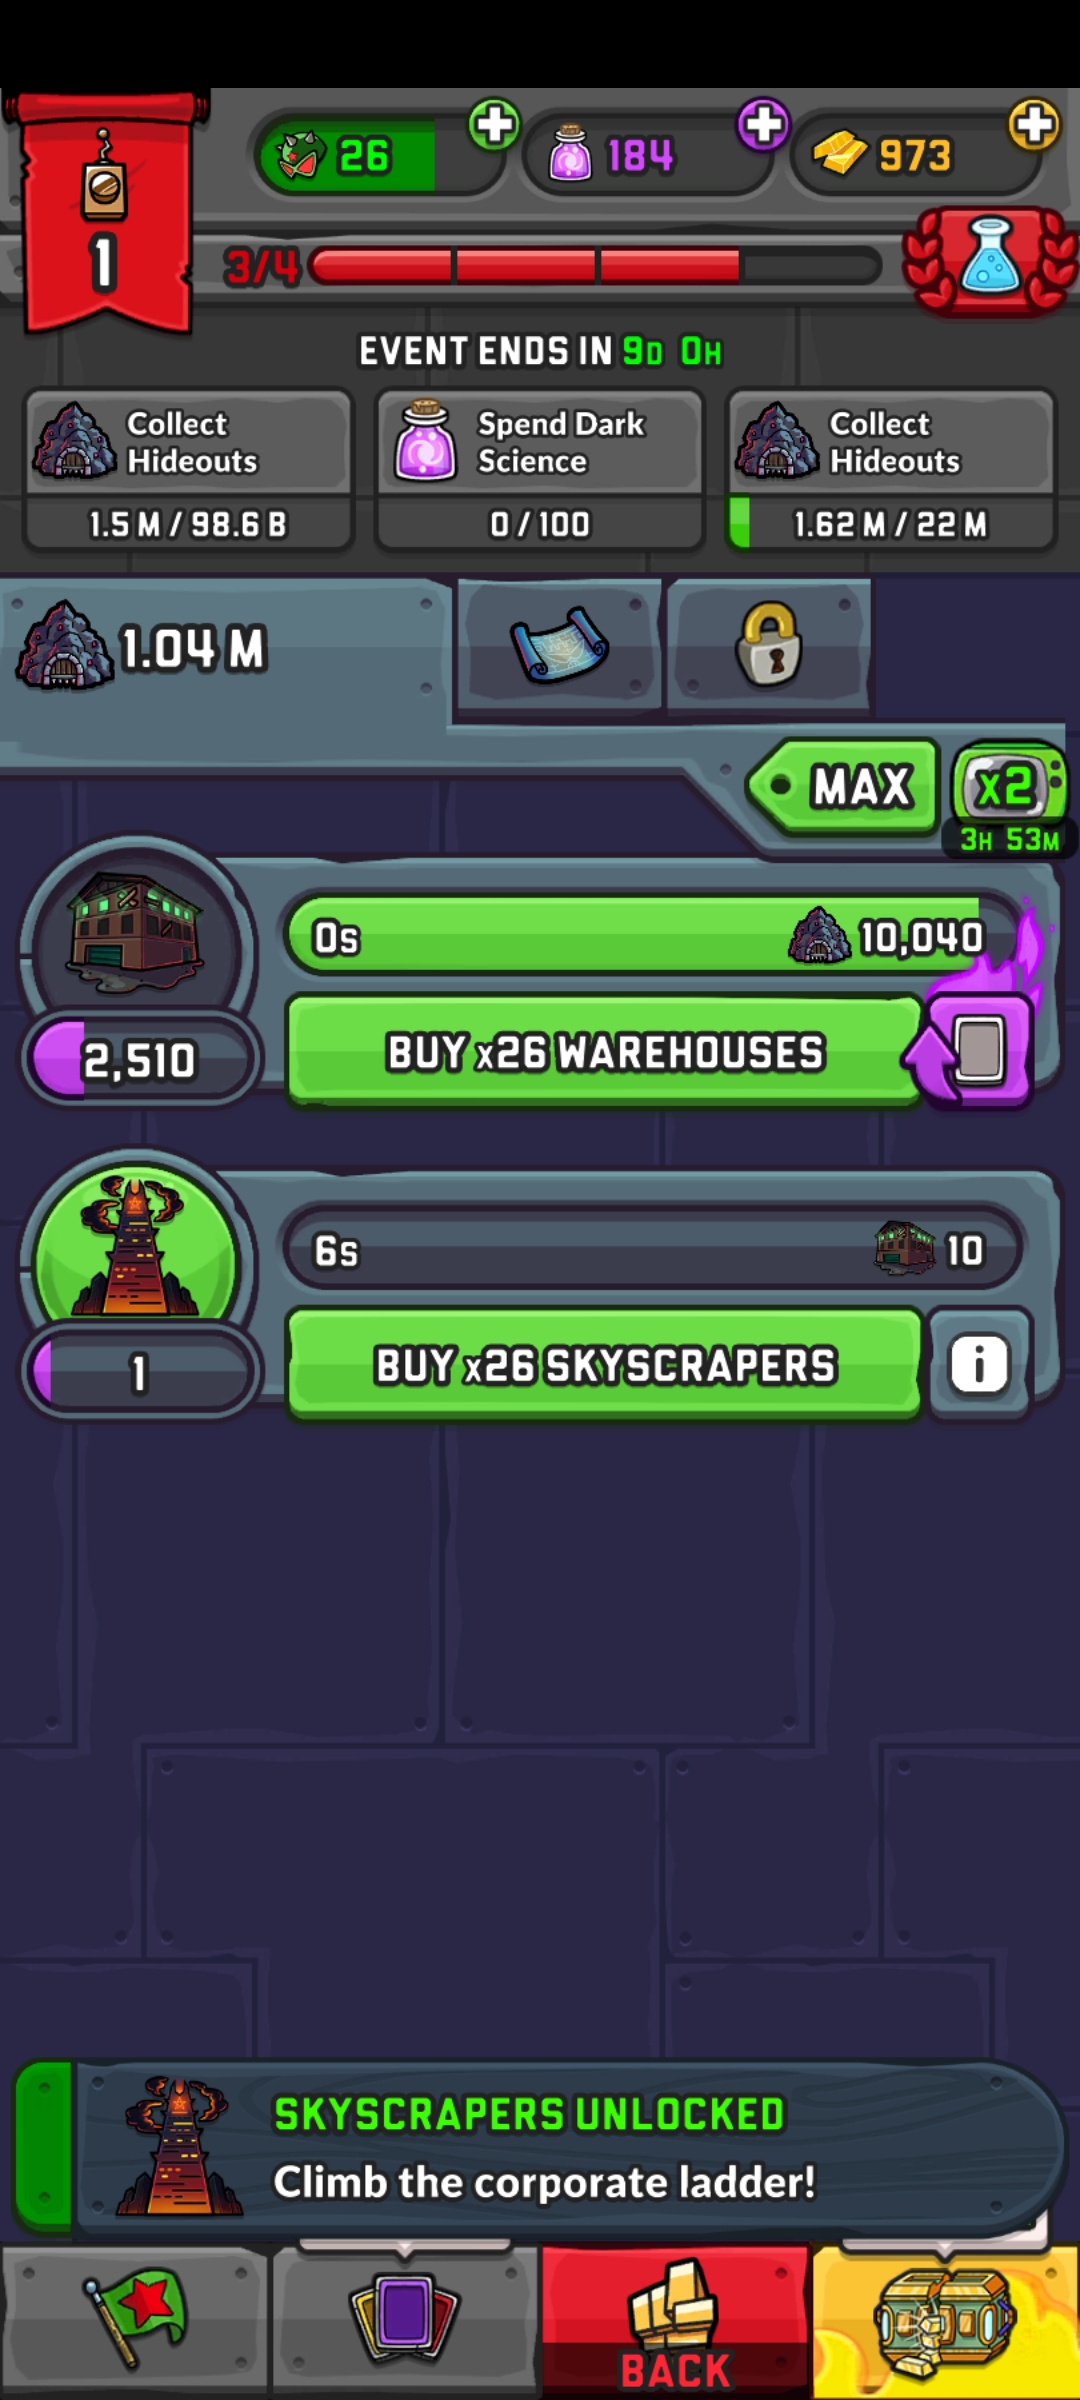 26
184
973
1
3/4
EVENT ENDS IN 9D 0H
Collect
Hideouts
1.5 M / 98.6 B
Spend Dark
Science
0 / 100
Collect
Hideouts
1.62 M / 22 M
1.04 M
MAX
x2
3H 53M
0s
10,040
2,510
BUY x26 WAREHOUSES
6s
10
1
BUY x26 SKYSCRAPERS
i
SKYSCRAPERS UNLOCKED
Climb the corporate ladder!
BACK